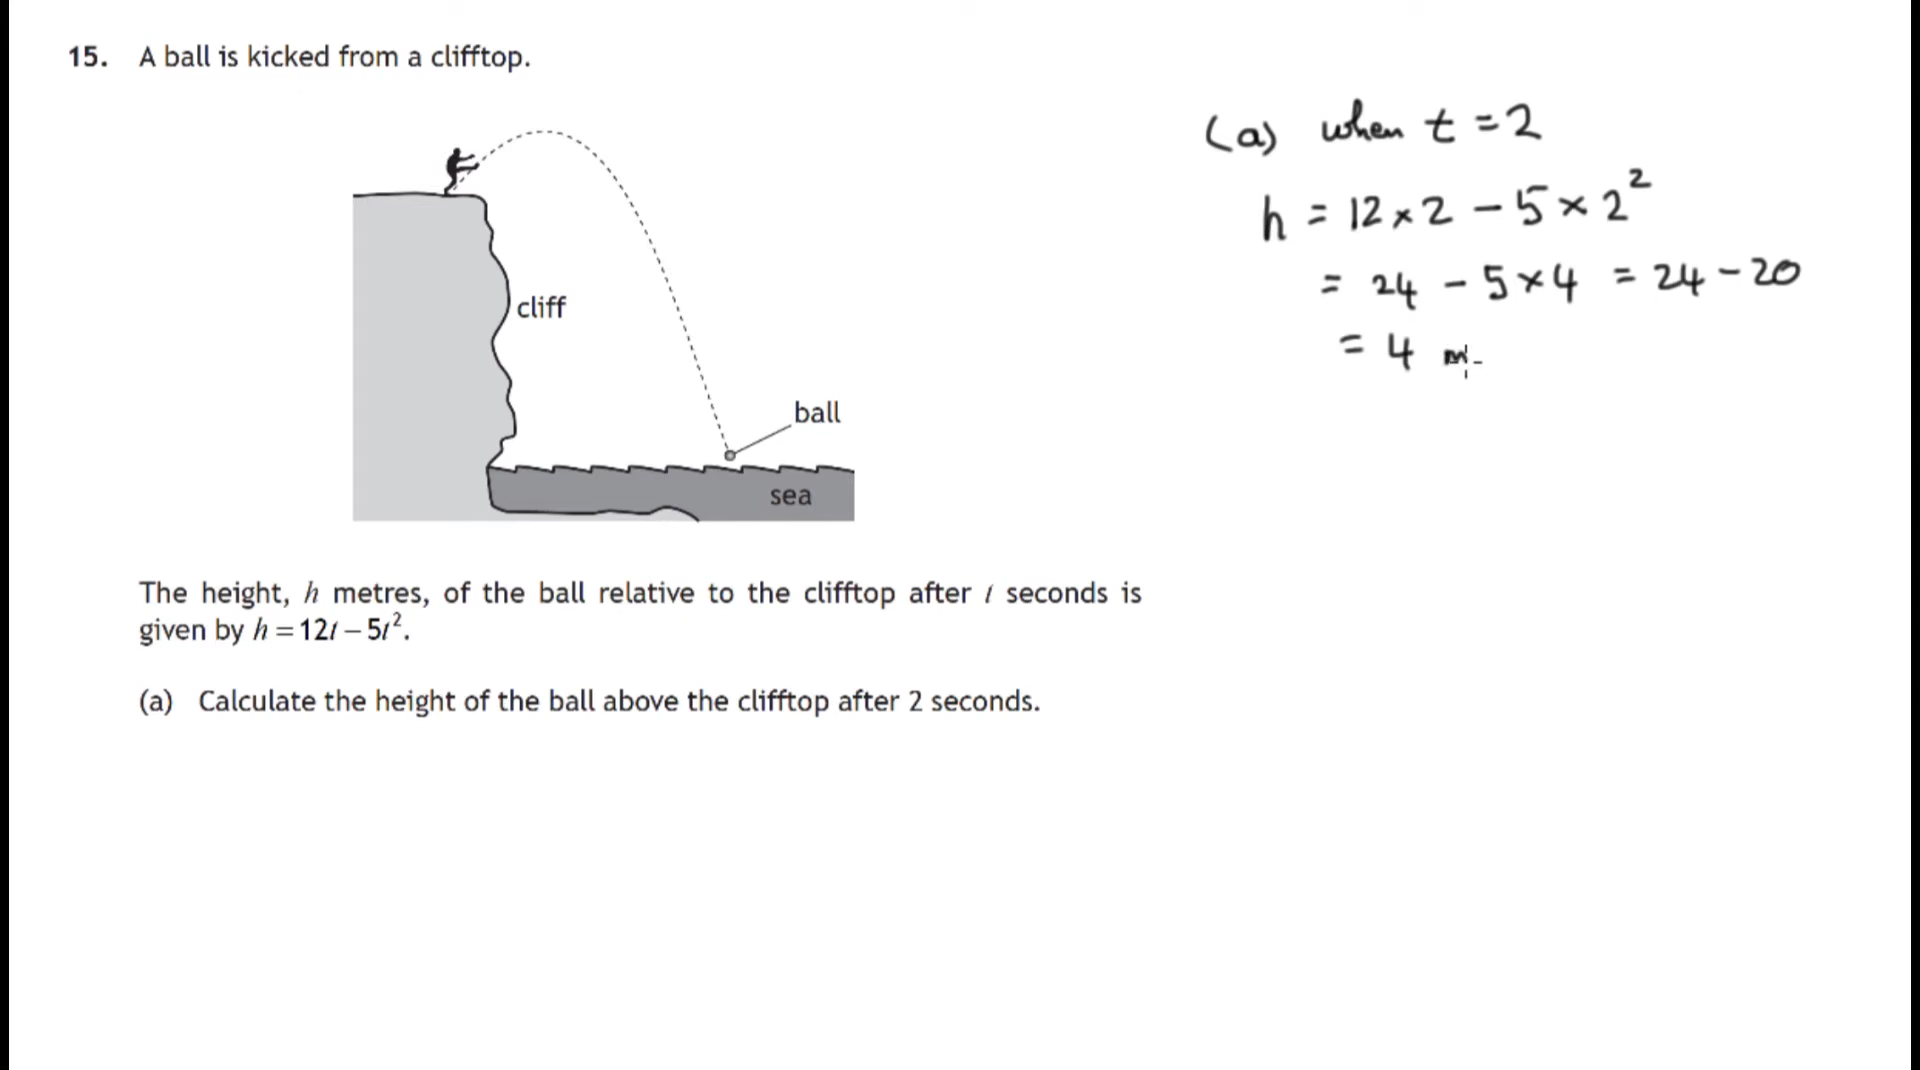 15. A ball is kicked from a clifftop.
(a) when t = 2
h = 12 × 2 – 5 × 2²
= 24 – 5 × 4 = 24 – 20
= 4 m.
cliff
ball
sea
The height, h metres, of the ball relative to the clifftop after t seconds is
given by h = 12t – 5t².
(a) Calculate the height of the ball above the clifftop after 2 seconds.